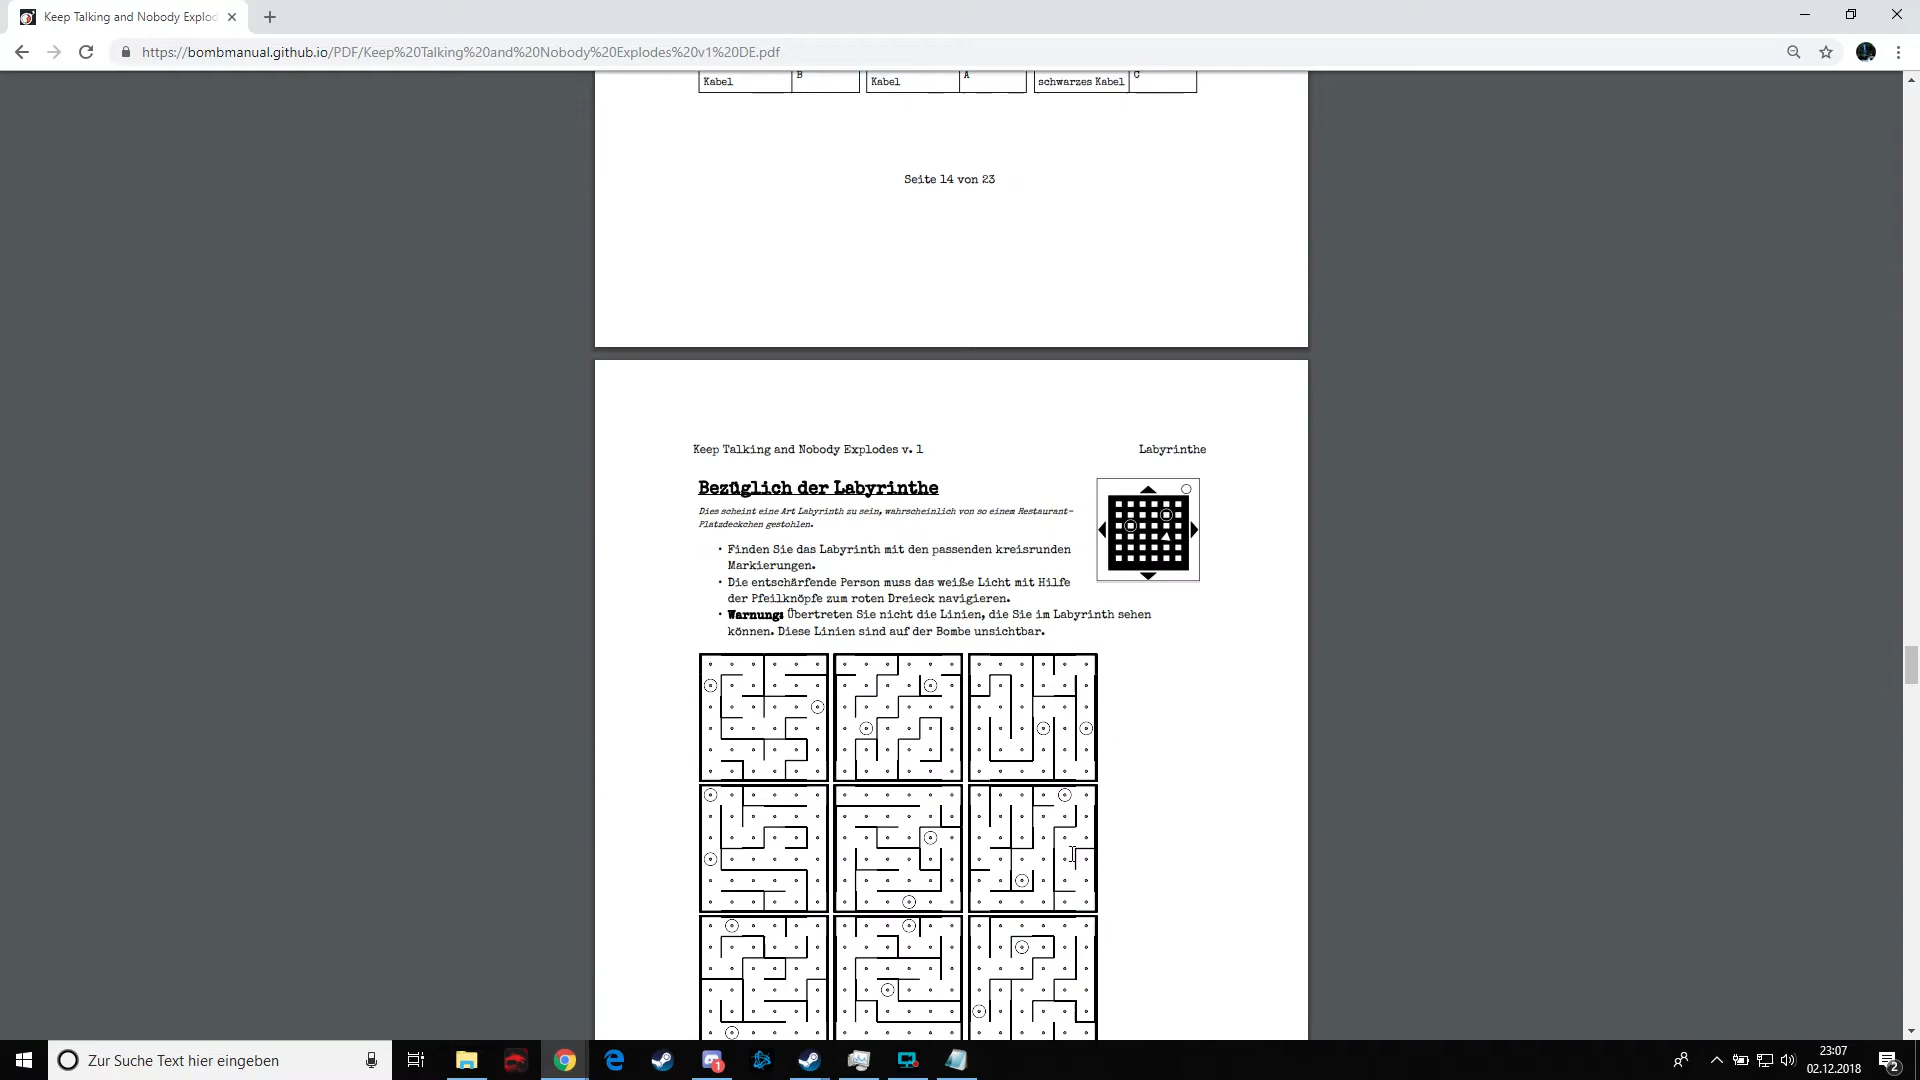 Keep Talking and Nobody Explod
https://bombmanual.github.io/PDF/Keep%20Talking%20and%20Nobody%20Explodes%20v1%20DE.pdf
Kabel B Kabel A schwarzes Kabel C
Seite 14 von 23
Keep Talking and Nobody Explodes v. 1 Labyrinthe
Bezüglich der Labyrinthe
Dies scheint eine Art Labyrinth zu sein, wahrscheinlich von so einem Restaurant-
Platzdeckchen gestohlen.
• Finden Sie das Labyrinth mit den passenden kreisrunden
Markierungen.
• Die entschärfende Person muss das weiße Licht mit Hilfe
der Pfeilknöpfe zum roten Dreieck navigieren.
• Warnung: Übertreten Sie nicht die Linien, die Sie im Labyrinth sehen
können. Diese Linien sind auf der Bombe unsichtbar.
Zur Suche Text hier eingeben
1
23:07
02.12.2018
2